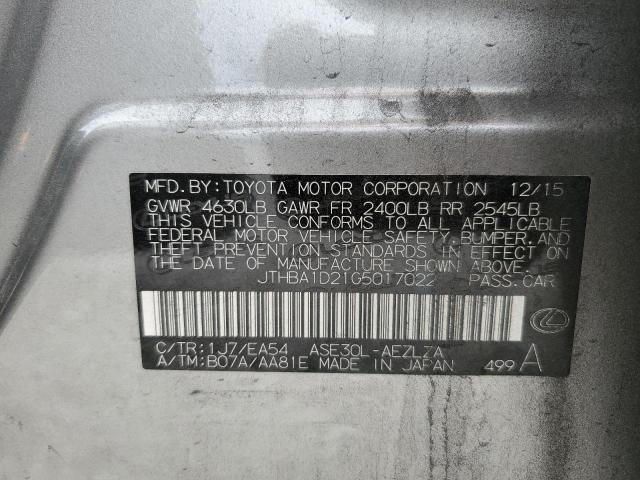 MFD.BY:TOYOTA MOTOR CORPORATION 12/15
GVWR 4630LB GAWR FR 2400LB RR 2545LB
THIS VEHICLE CONFORMS TO ALL APPLICABLE
FEDERAL MOTOR VEHICLE SAFETY,BUMPER,AND
THEFT PREVENTION STANDARDS IN EFFECT ON
THE DATE OF MANUFACTURE SHOWN ABOVE.
JTHBA1D21G5017022 PASS.CAR
C/TR:1J7/EA54 ASE30L-AEZLZA
A/TM:B07A/AA81E MADE IN JAPAN 499 A